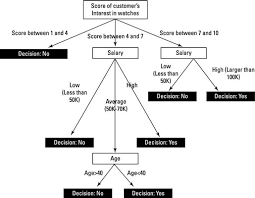 Score of customer's
Interest in watches
Score between 1 and 4
Score between 4 and 7
Score between 7 and 10
Decision: No
Salary
Salary
Low
(Less than
50K)
High (Larger than
100K)
Low
(Less than
50K)
High
Average
(50K-70K)
Decision: No
Decision: Yes
Decision: No
Decision: Yes
Age
Age>40
Age<40
Decision: No
Decision: Yes